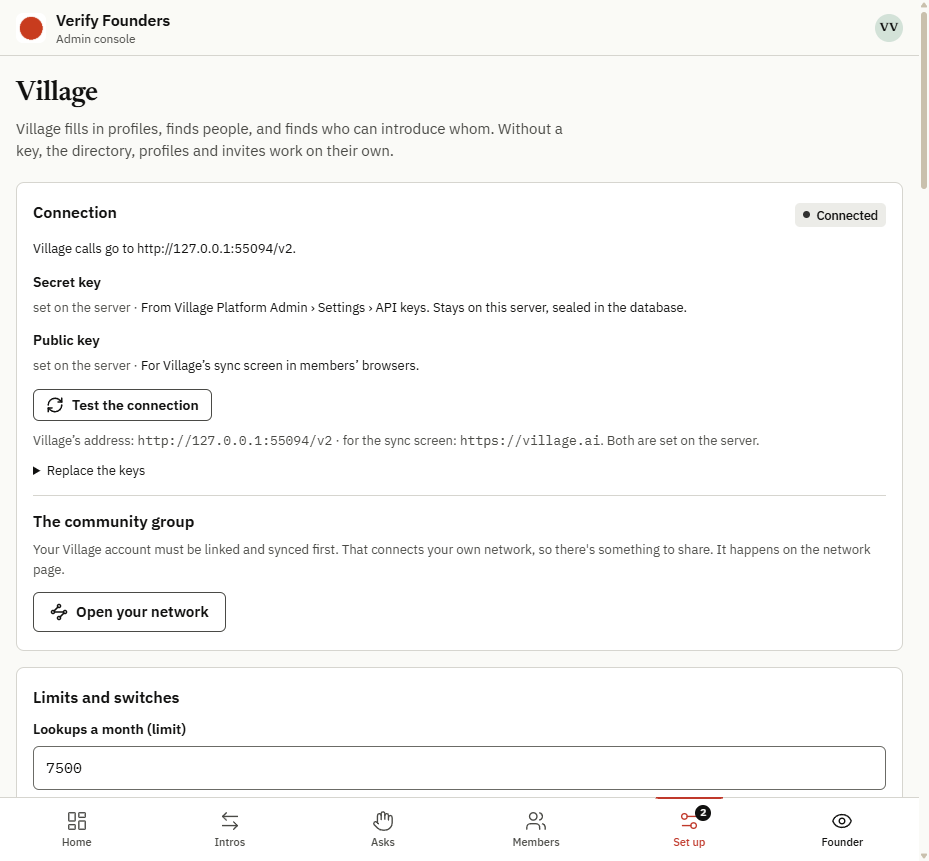 Verify Founders
Admin console
VV
Village
Village fills in profiles, finds people, and finds who can introduce whom. Without a
key, the directory, profiles and invites work on their own.
Connection
Connected
Village calls go to http://127.0.0.1:55094/v2.
Secret key
set on the server · From Village Platform Admin › Settings › API keys. Stays on this server, sealed in the database.
Public key
set on the server · For Village’s sync screen in members’ browsers.
Test the connection
Village’s address: http://127.0.0.1:55094/v2 · for the sync screen: https://village.ai. Both are set on the server.
Replace the keys
The community group
Your Village account must be linked and synced first. That connects your own network, so there's something to share. It happens on the network
page.
Open your network
Limits and switches
Lookups a month (limit)
7500
2
Home
Intros
Asks
Members
Set up
Founder